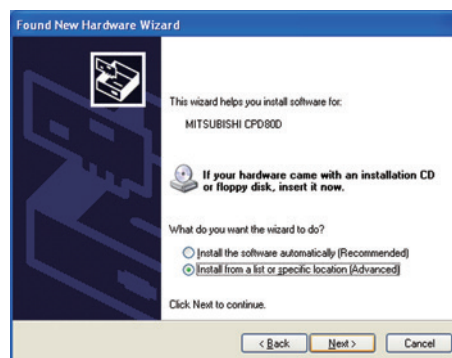 Found New Hardware Wizard
This wizard helps you install software for:
MITSUBISHI CPD80D
If your hardware came with an installation CD
or floppy disk, insert it now.
What do you want the wizard to do?
Install the software automatically (Recommended)
Install from a list or specific location (Advanced)
Click Next to continue.
< Back Next > Cancel